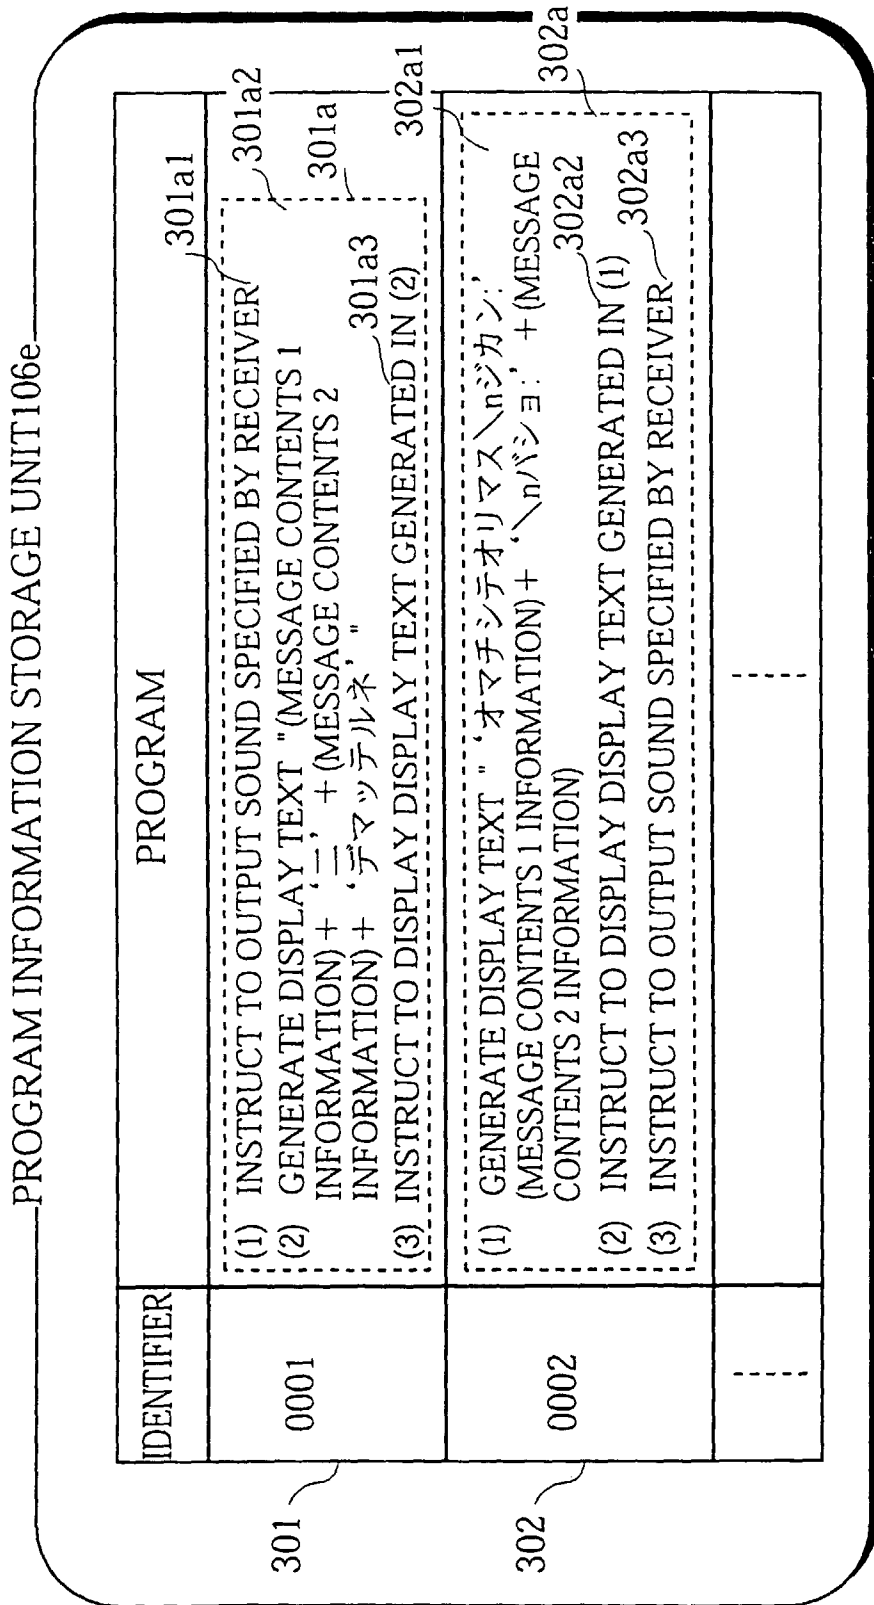 PROGRAM INFORMATION STORAGE UNIT106e
IDENTIFIER
PROGRAM
301
0001
301a1
301a2
301a
301a3
(1) INSTRUCT TO OUTPUT SOUND SPECIFIED BY RECEIVER
(2) GENERATE DISPLAY TEXT "(MESSAGE CONTENTS 1
INFORMATION)+ ‘ニ’ +(MESSAGE CONTENTS 2
INFORMATION)+ ‘デマッテルネ’ "
(3) INSTRUCT TO DISPLAY DISPLAY TEXT GENERATED IN (2)
302
0002
302a1
302a
302a2
302a3
(1) GENERATE DISPLAY TEXT " ‘オマチシテオリマス\nジカン:’
(MESSAGE CONTENTS 1 INFORMATION)+ ‘\nバショ:’ +(MESSAGE
CONTENTS 2 INFORMATION)
(2) INSTRUCT TO DISPLAY DISPLAY TEXT GENERATED IN (1)
(3) INSTRUCT TO OUTPUT SOUND SPECIFIED BY RECEIVER